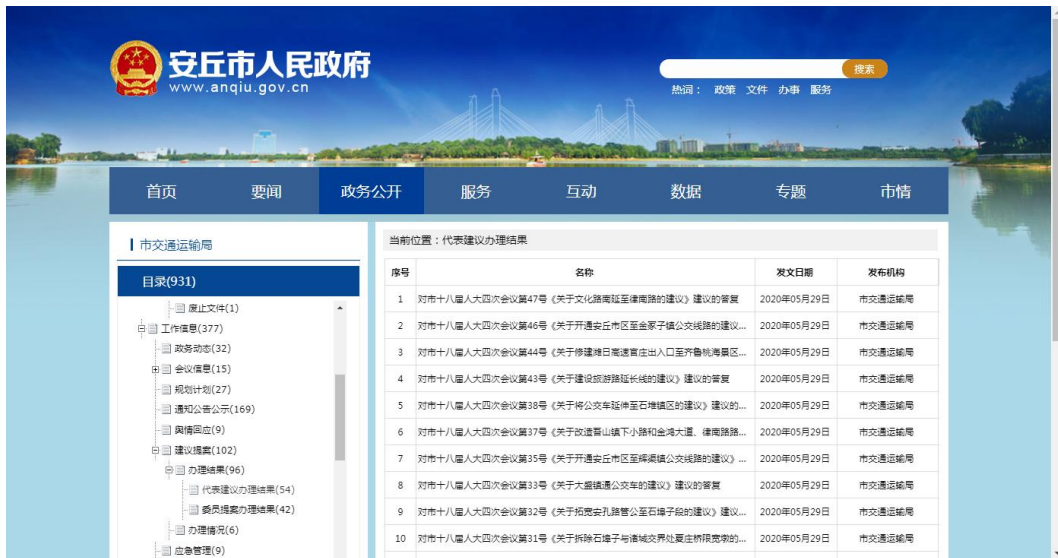 安丘市人民政府
www.anqiu.gov.cn
搜索
热词： 政策 文件 办事 服务
首页 要闻 政务公开 服务 互动 数据 专题 市情
市交通运输局
目录(931)
废止文件(1)
工作信息(377)
政务动态(32)
会议信息(15)
规划计划(27)
通知公告公示(169)
舆情回应(9)
建议提案(102)
办理结果(96)
代表建议办理结果(54)
委员提案办理结果(42)
办理情况(6)
应急管理(9)
当前位置：代表建议办理结果
序号 名称 发文日期 发布机构
1 对市十八届人大四次会议第47号《关于文化路南延至律南路的建议》建议的答复 2020年05月29日 市交通运输局
2 对市十八届人大四次会议第46号《关于开通安丘市区至金冢子镇公交线路的建议... 2020年05月29日 市交通运输局
3 对市十八届人大四次会议第44号《关于修建潍日高速官庄出入口至齐鲁桃海景区... 2020年05月29日 市交通运输局
4 对市十八届人大四次会议第43号《关于建设旅游路延长线的建议》建议的答复 2020年05月29日 市交通运输局
5 对市十八届人大四次会议第38号《关于将公交车延伸至石堆镇区的建议》建议的... 2020年05月29日 市交通运输局
6 对市十八届人大四次会议第37号《关于改造吾山镇下小路和金鸿大道、律南路路... 2020年05月29日 市交通运输局
7 对市十八届人大四次会议第35号《关于开通安丘市区至辉渠镇公交线路的建议》... 2020年05月29日 市交通运输局
8 对市十八届人大四次会议第33号《关于大盛镇通公交车的建议》建议的答复 2020年05月29日 市交通运输局
9 对市十八届人大四次会议第32号《关于拓宽安孔路管公至石埠子段的建议》建议... 2020年05月29日 市交通运输局
10 对市十八届人大四次会议第31号《关于拆除石埠子与诸城交界处夏庄桥限宽墩的... 2020年05月29日 市交通运输局